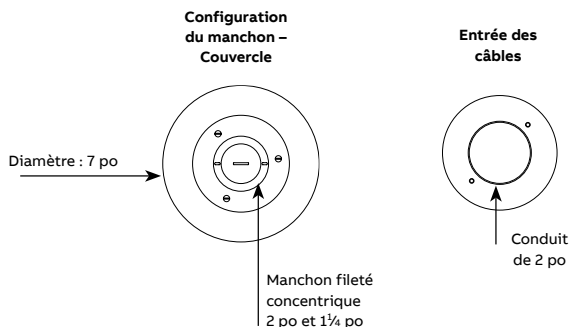 Configuration
du manchon –
Couvercle
Entrée des
câbles
Diamètre : 7 po
Conduit
de 2 po
Manchon fileté
concentrique
2 po et 1¼ po